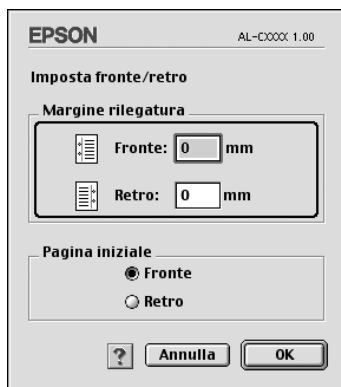 EPSON AL-CXXXX 1.00
Imposta fronte/retro
Margine rilegatura
Fronte: 0 mm
Retro: 0 mm
Pagina iniziale
Fronte
Retro
? Annulla OK